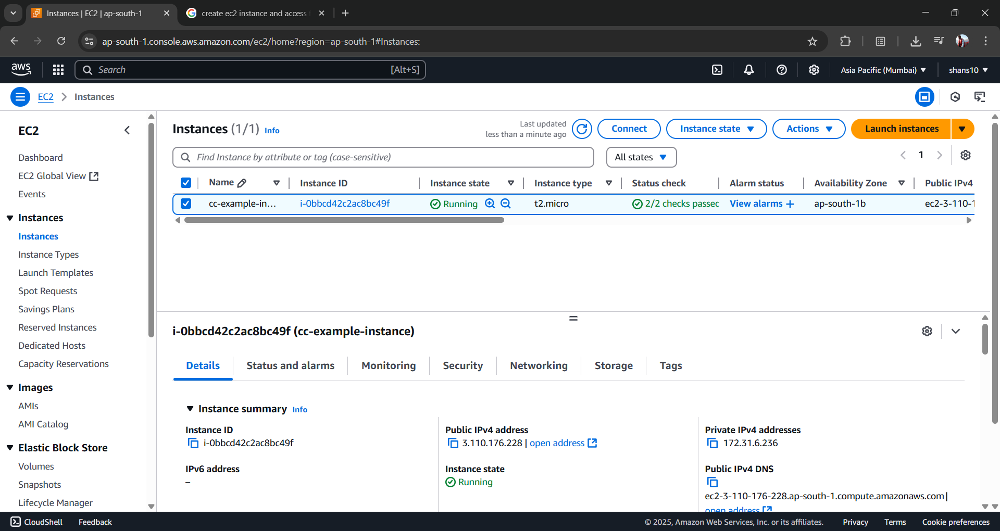 Instances | EC2 | ap-south-1
create ec2 instance and access
ap-south-1.console.aws.amazon.com/ec2/home?region=ap-south-1#Instances:
aws
Search [Alt+S]
Asia Pacific (Mumbai)
shans10
EC2 Instances
EC2
Dashboard
EC2 Global View
Events
Instances
Instances
Instance Types
Launch Templates
Spot Requests
Savings Plans
Reserved Instances
Dedicated Hosts
Capacity Reservations
Images
AMIs
AMI Catalog
Elastic Block Store
Volumes
Snapshots
Lifecycle Manager
Instances (1/1) Info
Last updated
less than a minute ago
Connect
Instance state
Actions
Launch instances
Find Instance by attribute or tag (case-sensitive)
All states
1
Name Instance ID Instance state Instance type Status check Alarm status Availability Zone Public IPv4
cc-example-in... i-0bbcd42c2ac8bc49f Running t2.micro 2/2 checks passed View alarms + ap-south-1b ec2-3-110-1
i-0bbcd42c2ac8bc49f (cc-example-instance)
Details Status and alarms Monitoring Security Networking Storage Tags
Instance summary Info
Instance ID
i-0bbcd42c2ac8bc49f
Public IPv4 address
3.110.176.228 | open address
Private IPv4 addresses
172.31.6.236
IPv6 address
–
Instance state
Running
Public IPv4 DNS
ec2-3-110-176-228.ap-south-1.compute.amazonaws.com |
open address
CloudShell Feedback
© 2025, Amazon Web Services, Inc. or its affiliates. Privacy Terms Cookie preferences